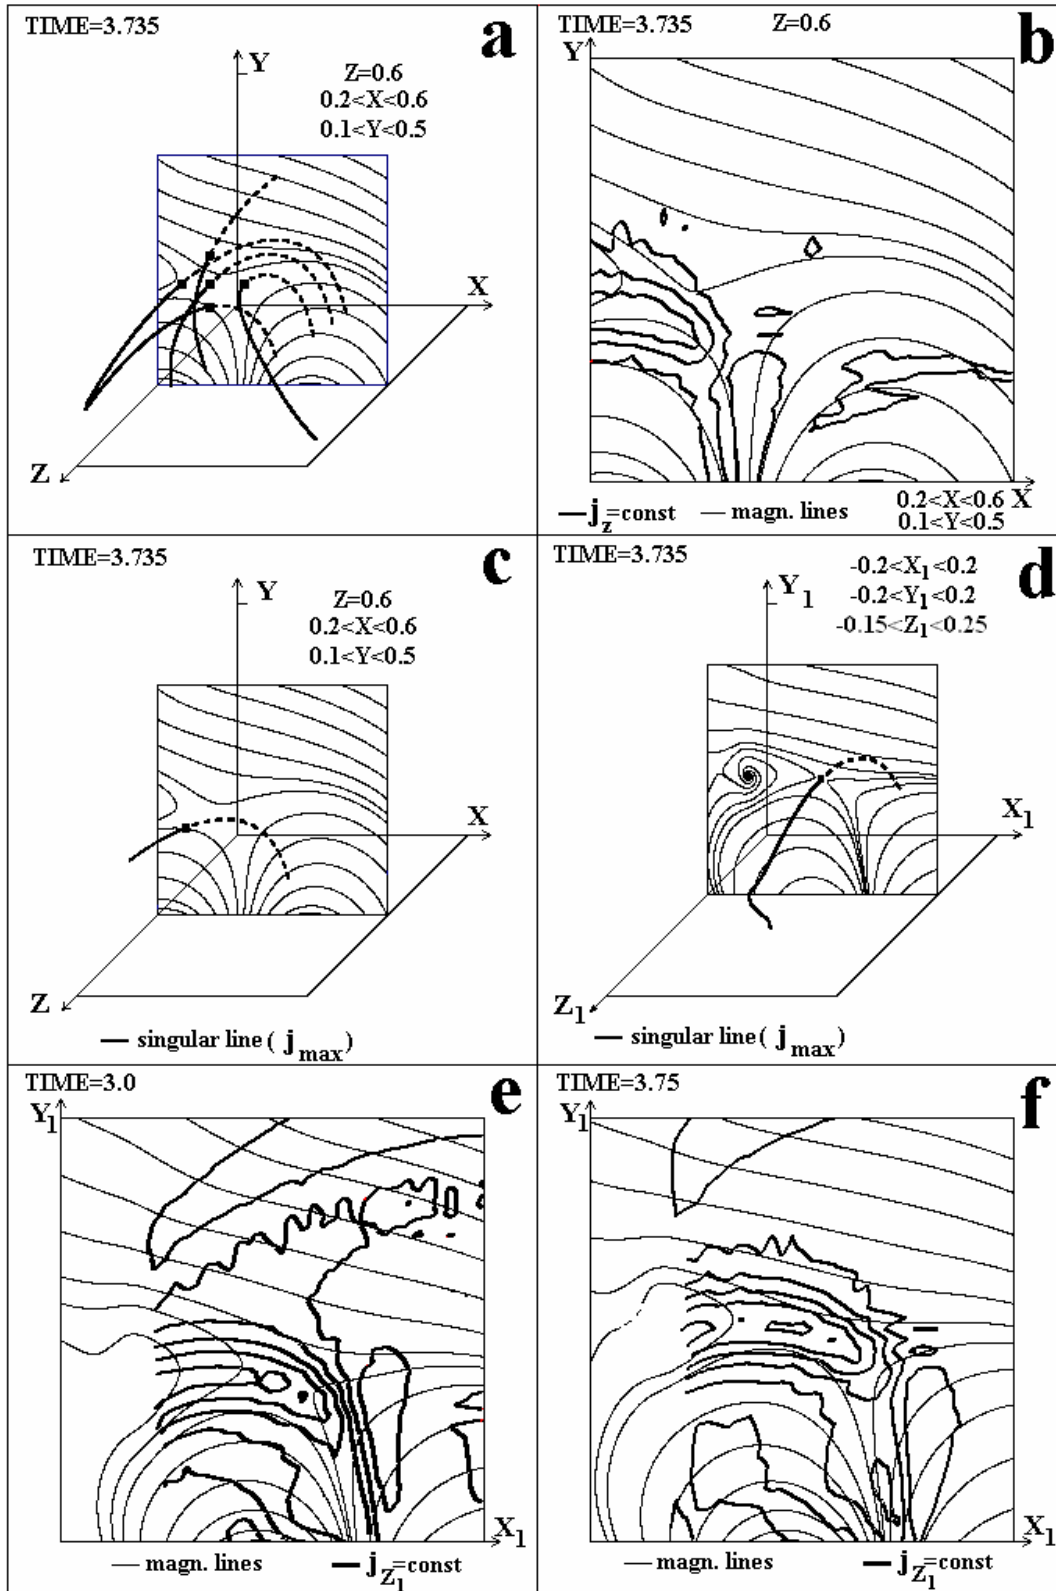 TIME=3.735
a
Y
Z=0.6
0.2<X<0.6
0.1<Y<0.5
X
Z
TIME=3.735
Z=0.6
b
Y
X
j_z=const
magn. lines
0.2<X<0.6
0.1<Y<0.5
TIME=3.735
c
Y
Z=0.6
0.2<X<0.6
0.1<Y<0.5
X
Z
singular line ( j_max )
TIME=3.735
d
-0.2<X_1<0.2
-0.2<Y_1<0.2
-0.15<Z_1<0.25
Y_1
X_1
Z_1
singular line ( j_max )
TIME=3.0
e
Y_1
X_1
magn. lines
j_Z_1=const
TIME=3.75
f
Y_1
X_1
magn. lines
j_Z_1=const